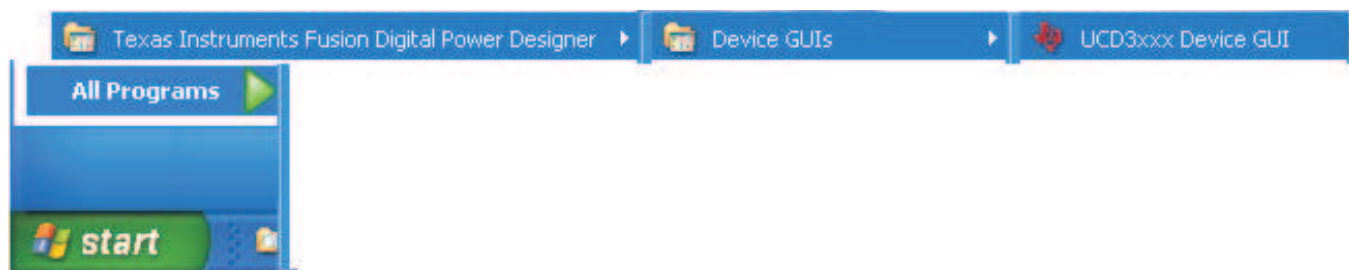 Texas Instruments Fusion Digital Power Designer Device GUIs UCD3xxx Device GUI
All Programs
start